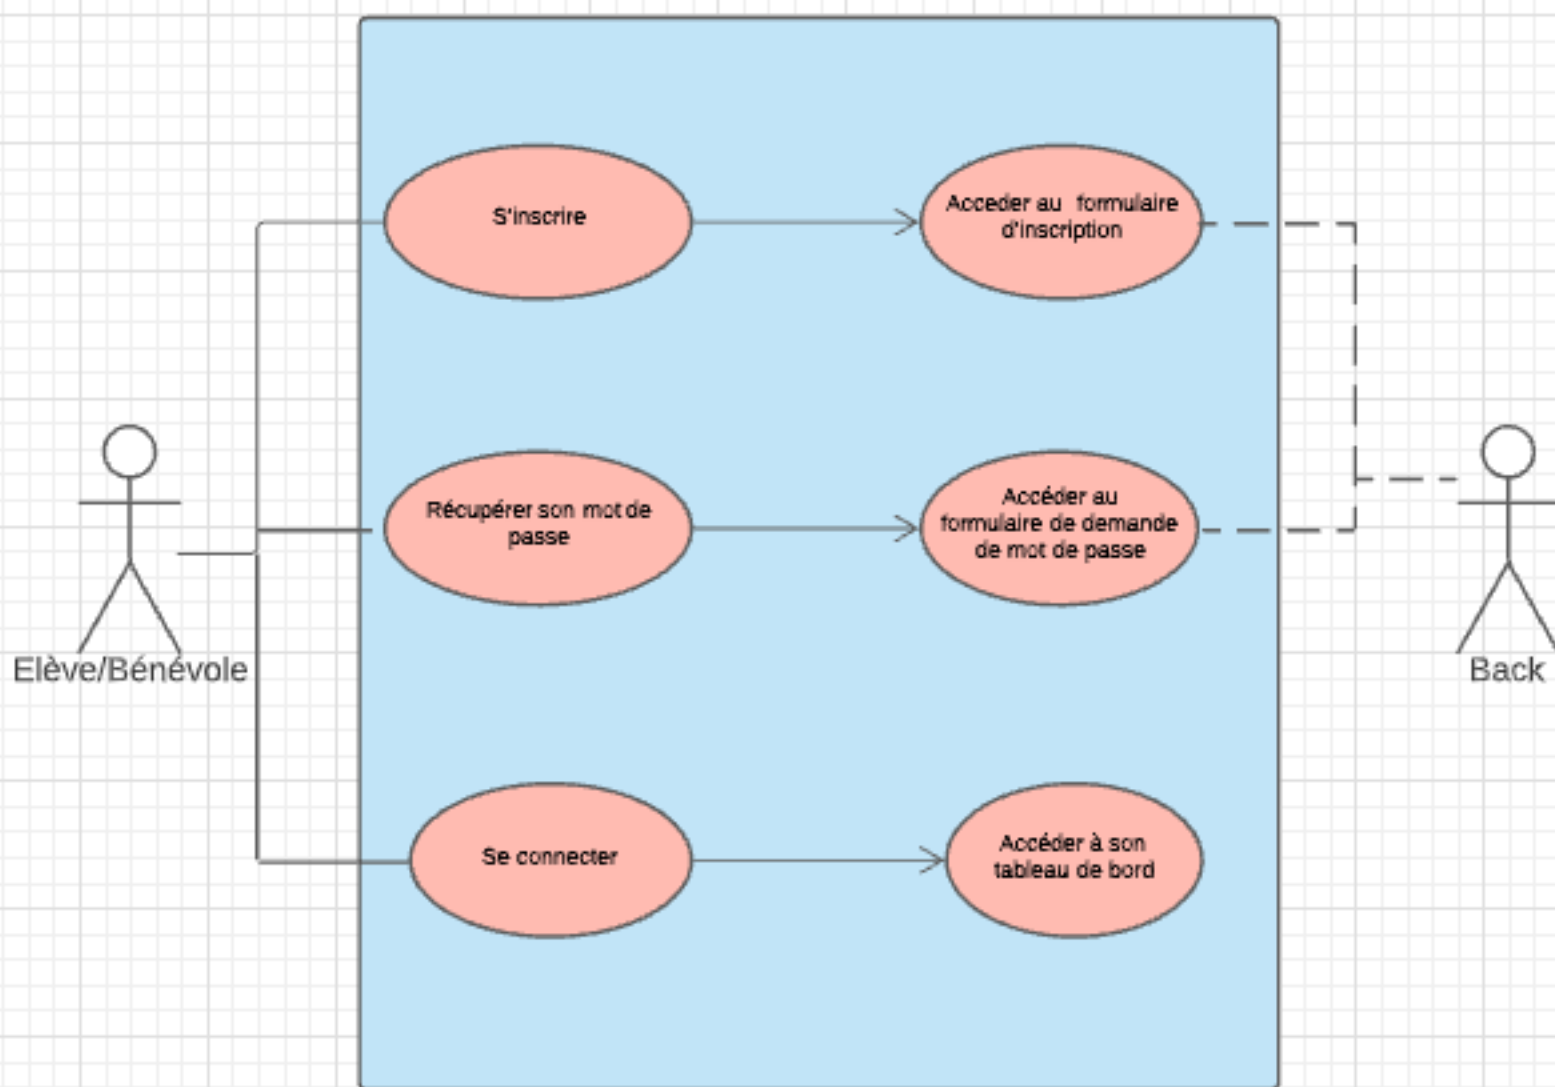 S'inscrire
Acceder au formulaire
d'inscription
Récupérer son mot de
passe
Accéder au
formulaire de demande
de mot de passe
Elève/Bénévole
Back
Se connecter
Accéder à son
tableau de bord